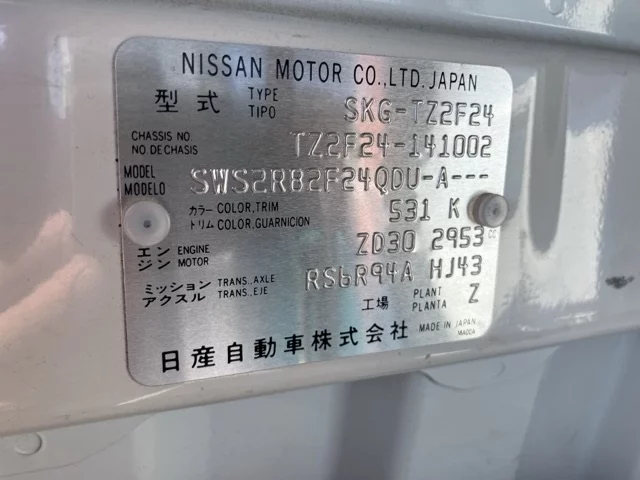 NISSAN MOTOR CO., LTD. JAPAN
型式 TYPE TIPO SKG-TZ2F24
CHASSIS NO. NO DE CHASIS TZ2F24-141002
MODEL MODELO SWS2R82F24QDU-A---
カラー COLOR, TRIM 531 K
トリム COLOR, GUARNICION
エンジン ENGINE MOTOR ZD30 2953 cc
ミッション TRANS., AXLE RS6R94A HJ43
アクスル TRANS., EJE
工場 PLANT PLANTA Z
日産自動車株式会社 MADE IN JAPAN